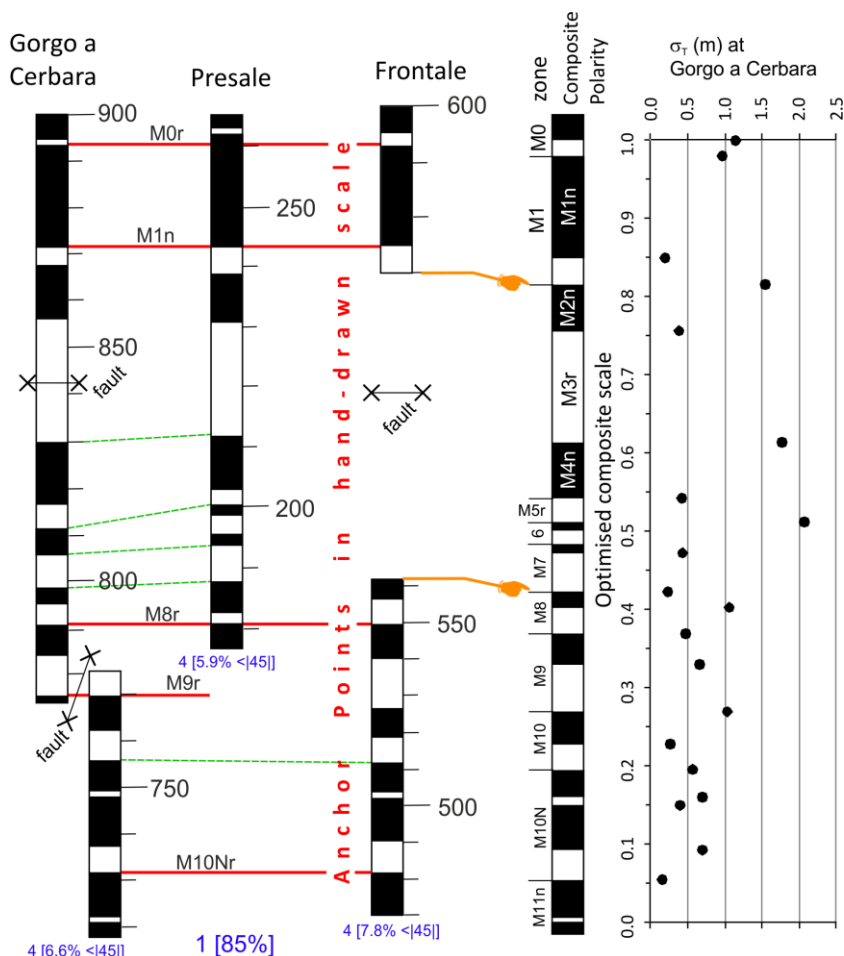 Gorgo a
Cerbara
Presale
Frontale
zone
Composite
Polarity
σT (m) at
Gorgo a Cerbara
0.0
0.5
1.0
1.5
2.0
2.5
900
850
800
750
fault
fault
4 [6.6% <|45|]
250
200
4 [5.9% <|45|]
1 [85%]
600
550
500
fault
4 [7.8% <|45|]
M0r
M1n
M8r
M9r
M10Nr
Anchor Points in hand-drawn scale
M0
M1
M5r
6
M7
M8
M9
M10
M10N
M11n
M1n
M2n
M3r
M4n
Optimised composite scale
1.0
0.9
0.8
0.7
0.6
0.5
0.4
0.3
0.2
0.1
0.0